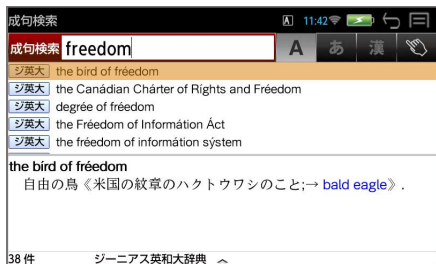 成句検索 A 11:42
成句検索 freedom A あ 漢
ジ英大 the bírd of fréedom
ジ英大 the Canádian Chárter of Ríghts and Fréedom
ジ英大 degrée of fréedom
ジ英大 the Fréedom of Informátion Áct
ジ英大 the fréedom of informátion sýstem
the bírd of fréedom
自由の鳥《米国の紋章のハクトウワシのこと;→ bald eagle》.
38 件 ジーニアス英和大辞典